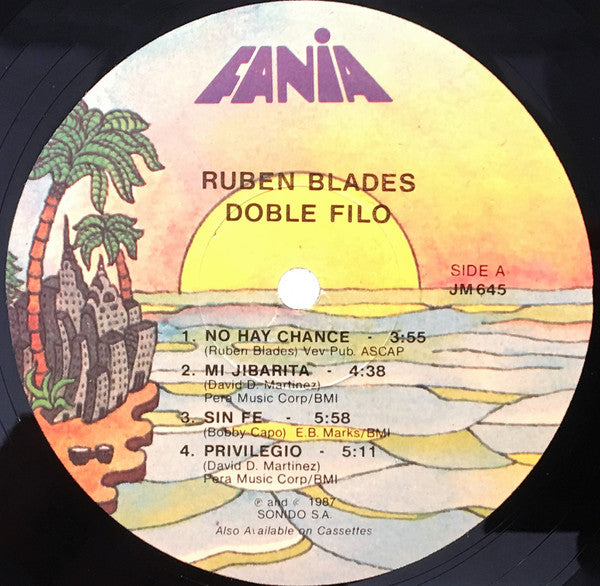 FANIA
RUBEN BLADES
DOBLE FILO
SIDE A
JM 645
1. NO HAY CHANCE - 3:55
(Ruben Blades) Vev Pub. ASCAP
2. MI JIBARITA - 4:38
(David D. Martinez)
Pera Music Corp/BMI
3. SIN FE - 5:58
(Bobby Capo) E.B. Marks/BMI
4. PRIVILEGIO - 5:11
(David D. Martinez)
Pera Music Corp/BMI
℗ and © 1987
SONIDO S.A.
Also Available on Cassettes